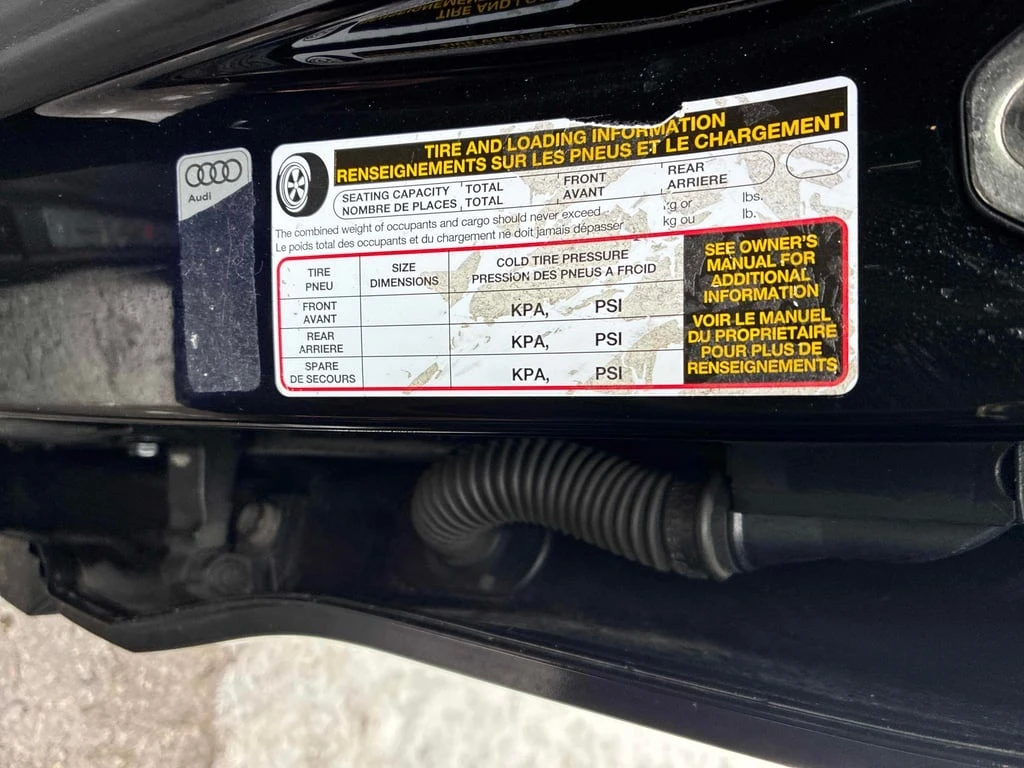 TIRE AND LO
Audi
TIRE AND LOADING INFORMATION
RENSEIGNEMENTS SUR LES PNEUS ET LE CHARGEMENT
SEATING CAPACITY TOTAL FRONT REAR
NOMBRE DE PLACES TOTAL AVANT ARRIERE
The combined weight of occupants and cargo should never exceed kg or lbs.
Le poids total des occupants et du chargement ne doit jamais dépasser kg ou lb.
TIRE SIZE COLD TIRE PRESSURE
PNEU DIMENSIONS PRESSION DES PNEUS A FROID
FRONT
AVANT KPA, PSI
REAR
ARRIERE KPA, PSI
SPARE
DE SECOURS KPA, PSI
SEE OWNER'S
MANUAL FOR
ADDITIONAL
INFORMATION
VOIR LE MANUEL
DU PROPRIETAIRE
POUR PLUS DE
RENSEIGNEMENTS